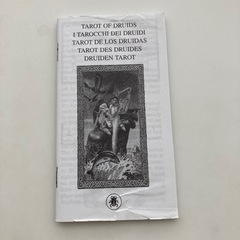 TAROT OF DRUIDS
I TAROCCHI DEI DRUIDI
TAROT DE LOS DRUIDAS
TAROT DES DRUIDES
DRUIDEN TAROT